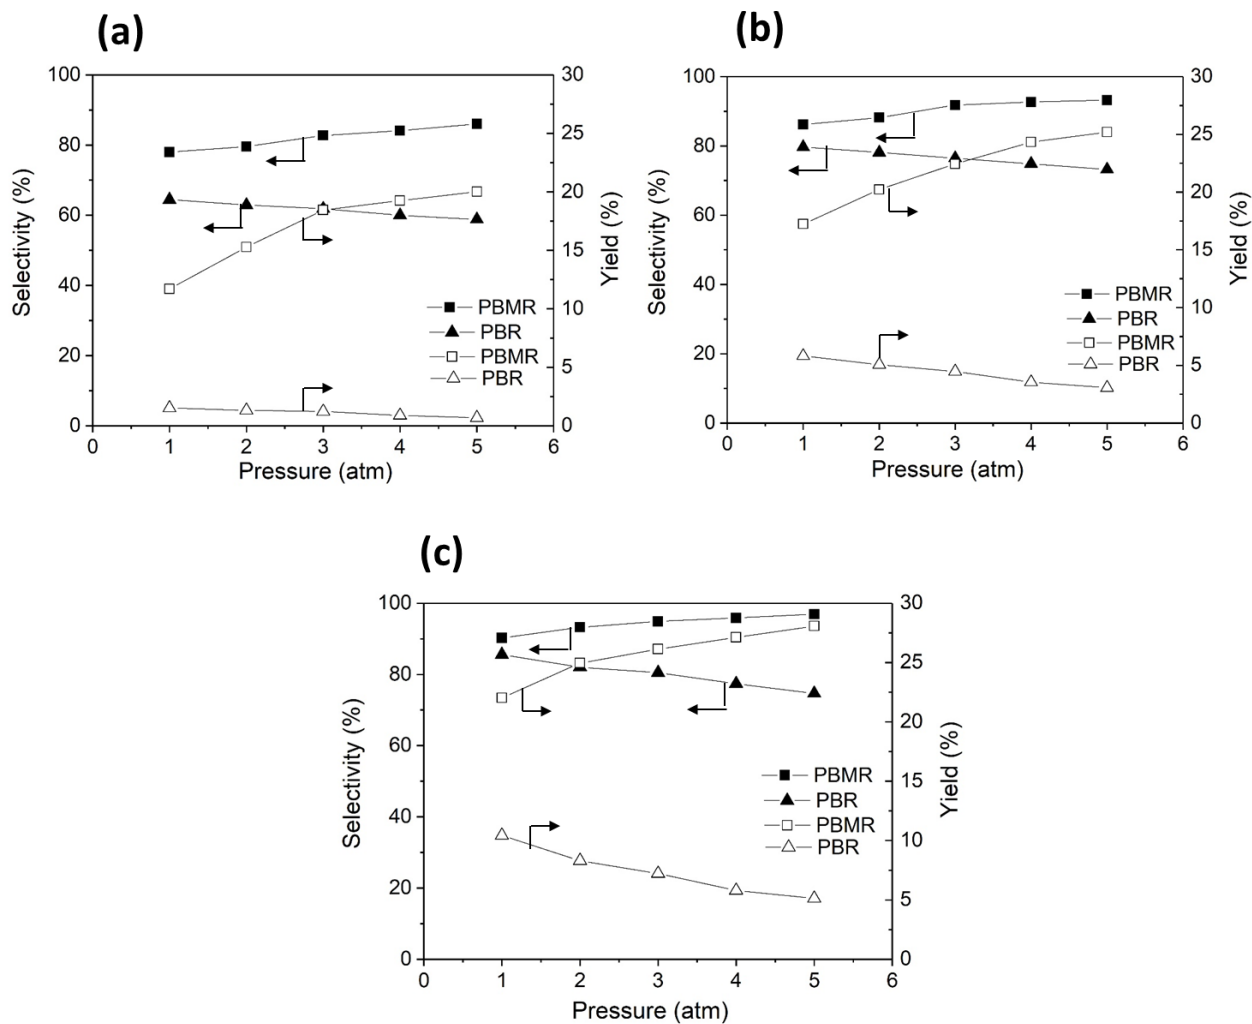 (a)
100
80
60
40
20
0
Selectivity (%)
30
25
20
15
10
5
0
Yield (%)
PBMR
PBR
PBMR
PBR
0 1 2 3 4 5 6
Pressure (atm)
(b)
100
80
60
40
20
0
Selectivity (%)
30
25
20
15
10
5
0
Yield (%)
PBMR
PBR
PBMR
PBR
0 1 2 3 4 5 6
Pressure (atm)
(c)
100
80
60
40
20
0
Selectivity (%)
30
25
20
15
10
5
0
Yield (%)
PBMR
PBR
PBMR
PBR
0 1 2 3 4 5 6
Pressure (atm)